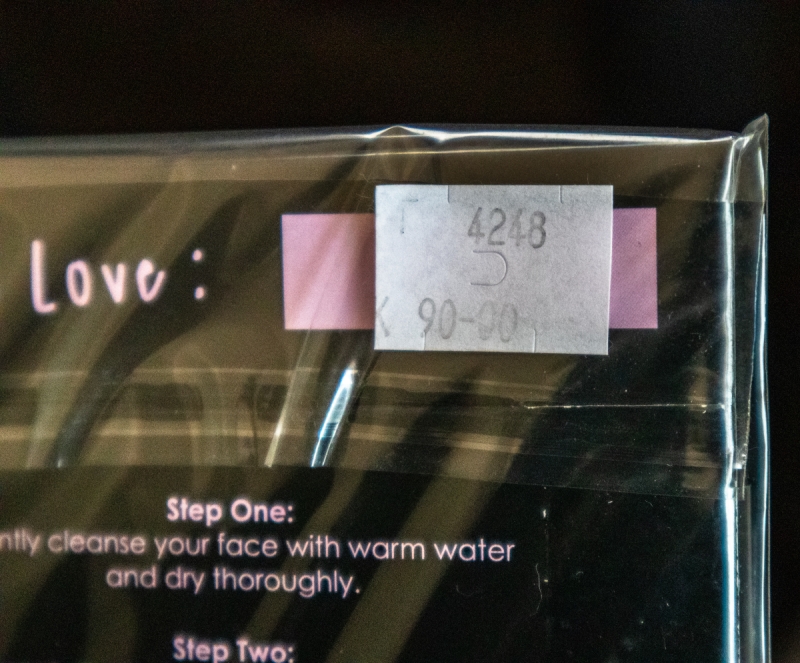 Love:
4248
K 90-00
Step One:
ntly cleanse your face with warm water
and dry thoroughly.
Step Two: